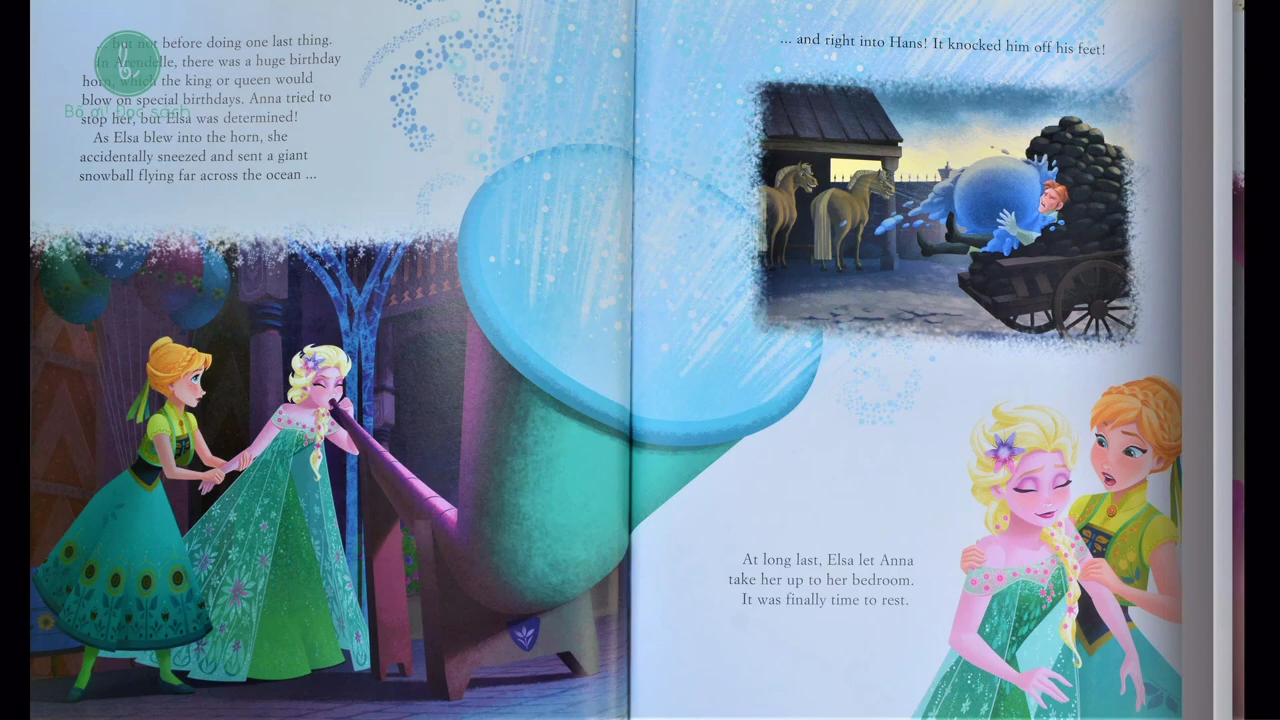 ... but not before doing one last thing.
In Arendelle, there was a huge birthday
horn, which the king or queen would
blow on special birthdays. Anna tried to
stop her, but Elsa was determined!
As Elsa blew into the horn, she
accidentally sneezed and sent a giant
snowball flying far across the ocean ...
b
Bố ơi! Đọc sách
... and right into Hans! It knocked him off his feet!
At long last, Elsa let Anna
take her up to her bedroom.
It was finally time to rest.